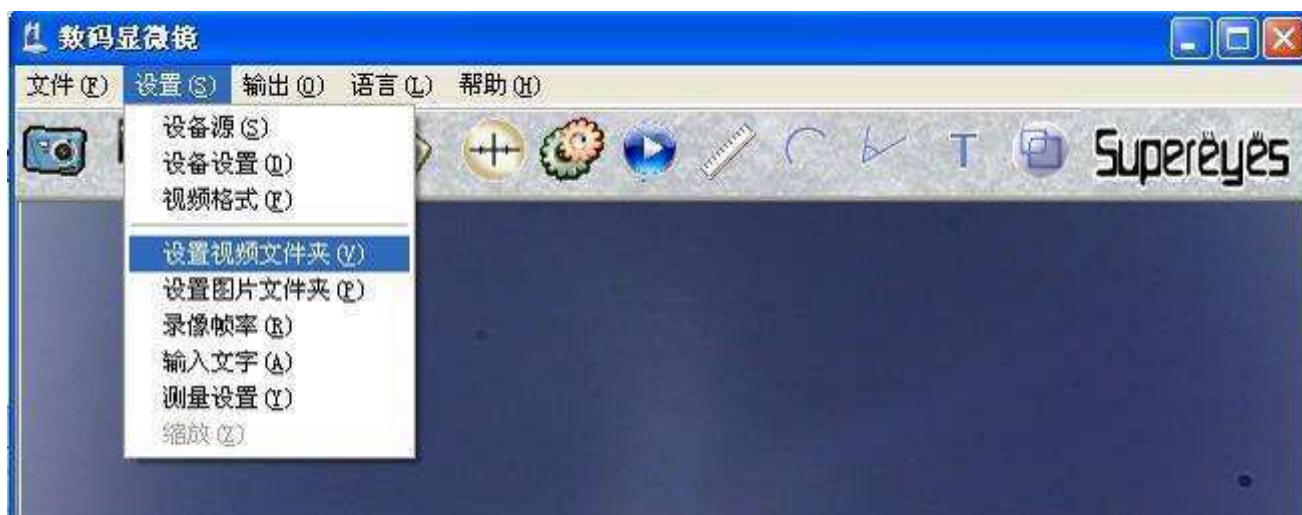 数码显微镜
文件(F) 设置(S) 输出(O) 语言(L) 帮助(H)
设备源(S)
设备设置(D)
视频格式(F)
设置视频文件夹(V)
设置图片文件夹(P)
录像帧率(R)
输入文字(A)
测量设置(Y)
缩放(Z)
T
Supereyes